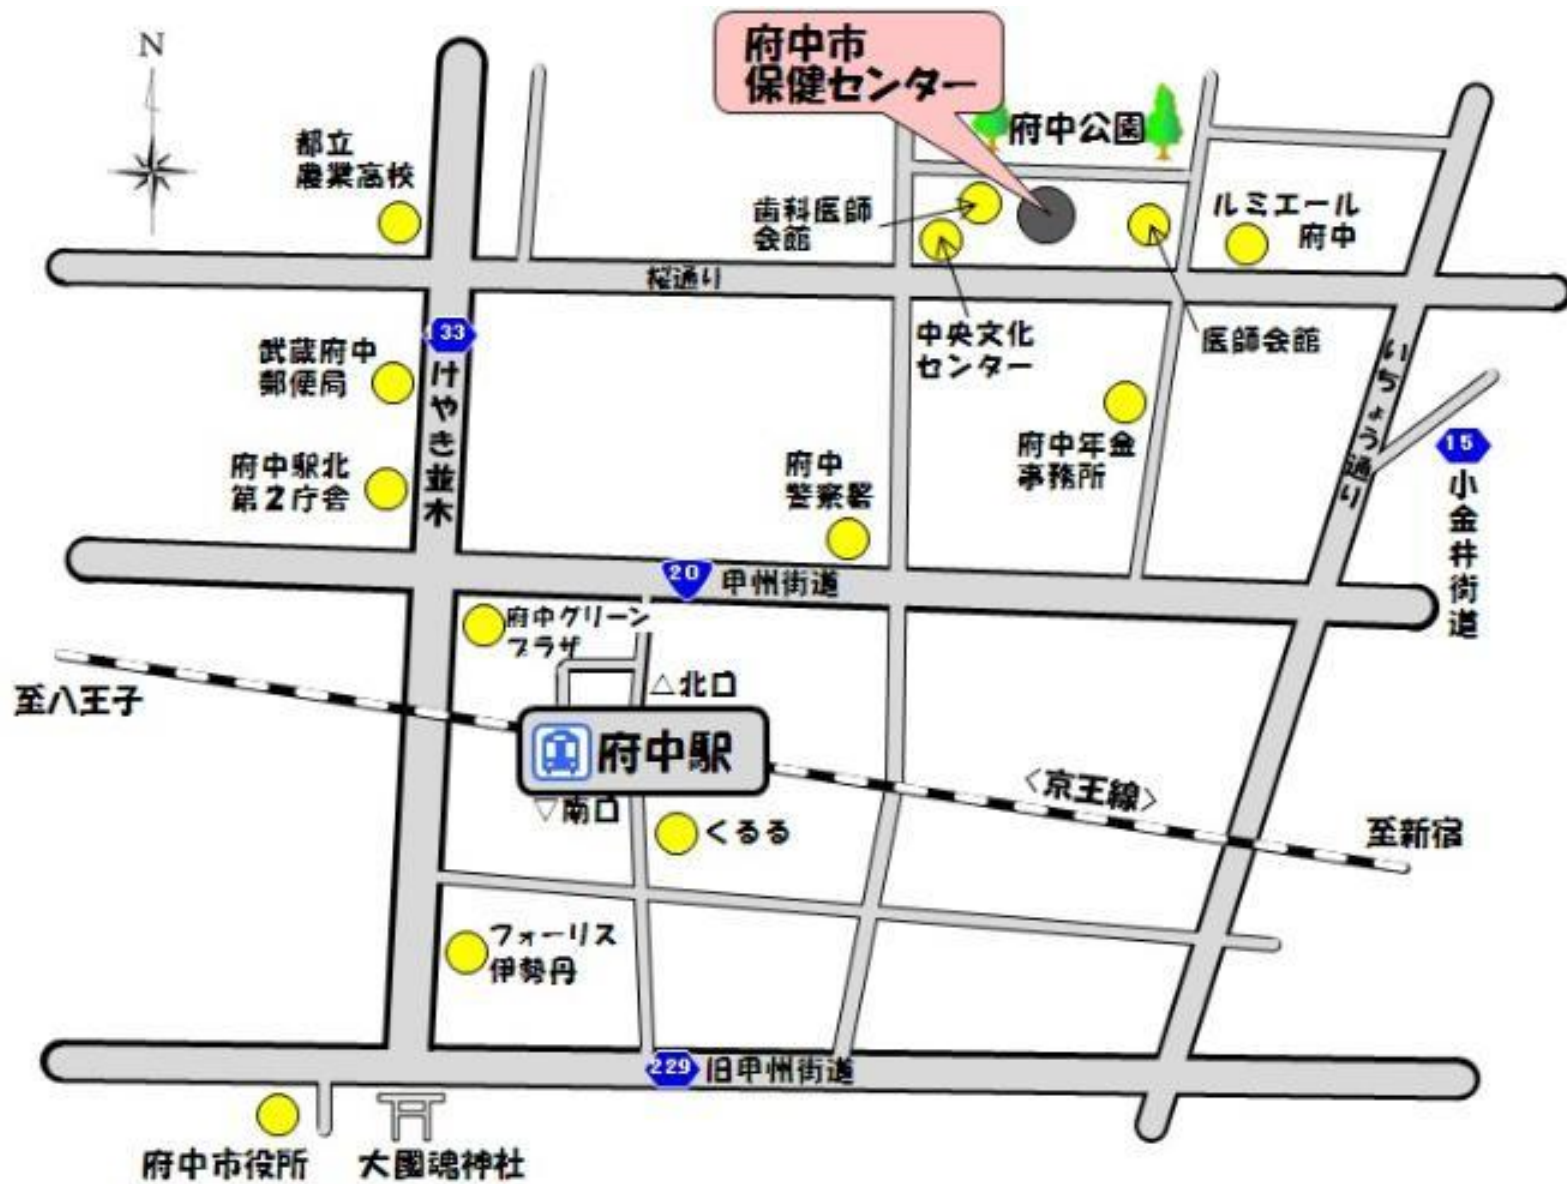 N
府中市
保健センター
都立
農業高校
府中公園
歯科医師
会館
ルミエール
府中
桜通り
133
けやき並木
武蔵府中
郵便局
中央文化
センター
医師会館
いちょう通り
15
小金井街道
府中駅北
第2庁舎
府中
警察署
府中年金
事務所
20
甲州街道
府中グリーン
プラザ
△北口
至八王子
府中駅
▽南口
くるる
〈京王線〉
至新宿
フォーリス
伊勢丹
229
旧甲州街道
府中市役所
大國魂神社